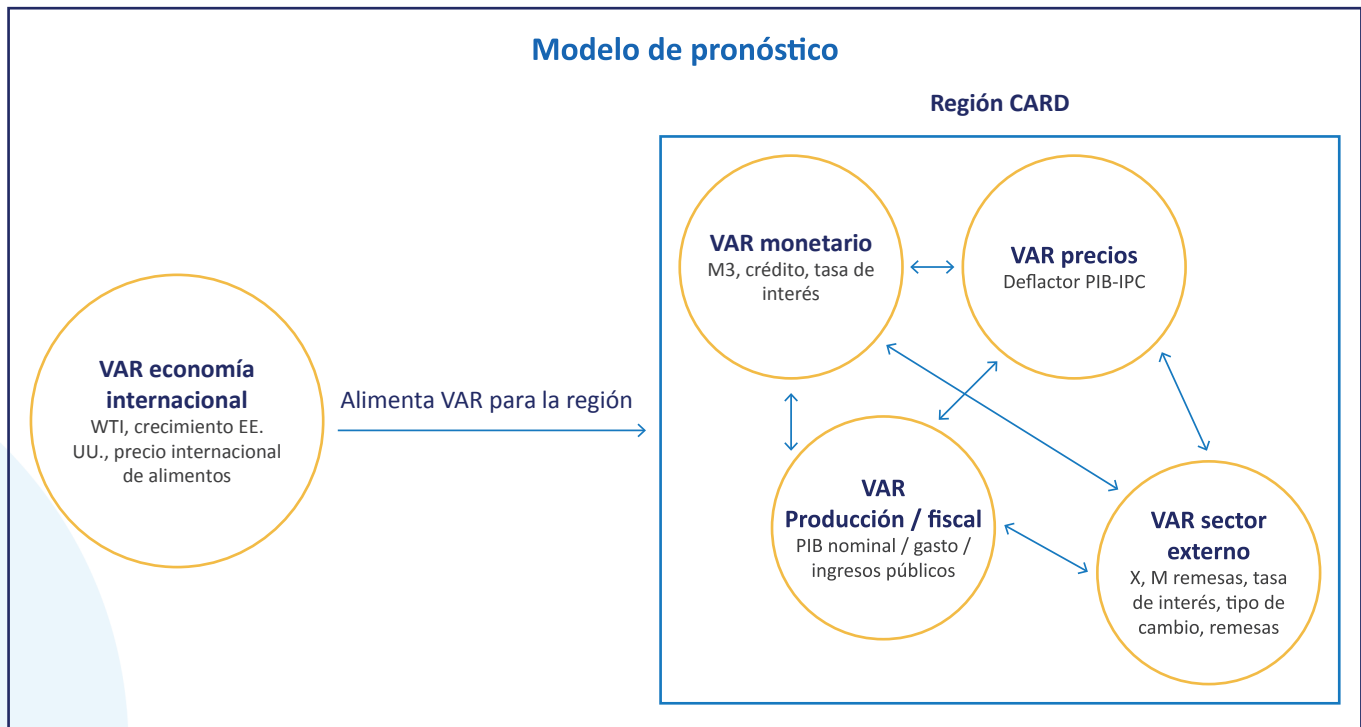 Modelo de pronóstico
Región CARD
VAR economía
internacional
WTI, crecimiento EE.
UU., precio internacional
de alimentos
Alimenta VAR para la región
VAR monetario
M3, crédito, tasa de
interés
VAR precios
Deflactor PIB-IPC
VAR
Producción / fiscal
PIB nominal / gasto /
ingresos públicos
VAR sector
externo
X, M remesas, tasa
de interés, tipo de
cambio, remesas